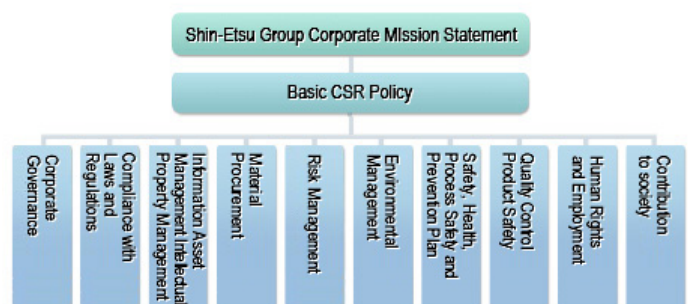 Shin-Etsu Group Corporate MIssion Statement
Basic CSR Policy
Corporate
Governance
Compliance with
Laws and
Regulations
Information Asset
Management Intellectual
Property Management
Material
Procurement
Risk Management
Environmental
Management
Safety, Health,
Process Safety and
Prevention Plan
Quality Control
Product Safety
Human Rights
and Employment
Contribution
to society